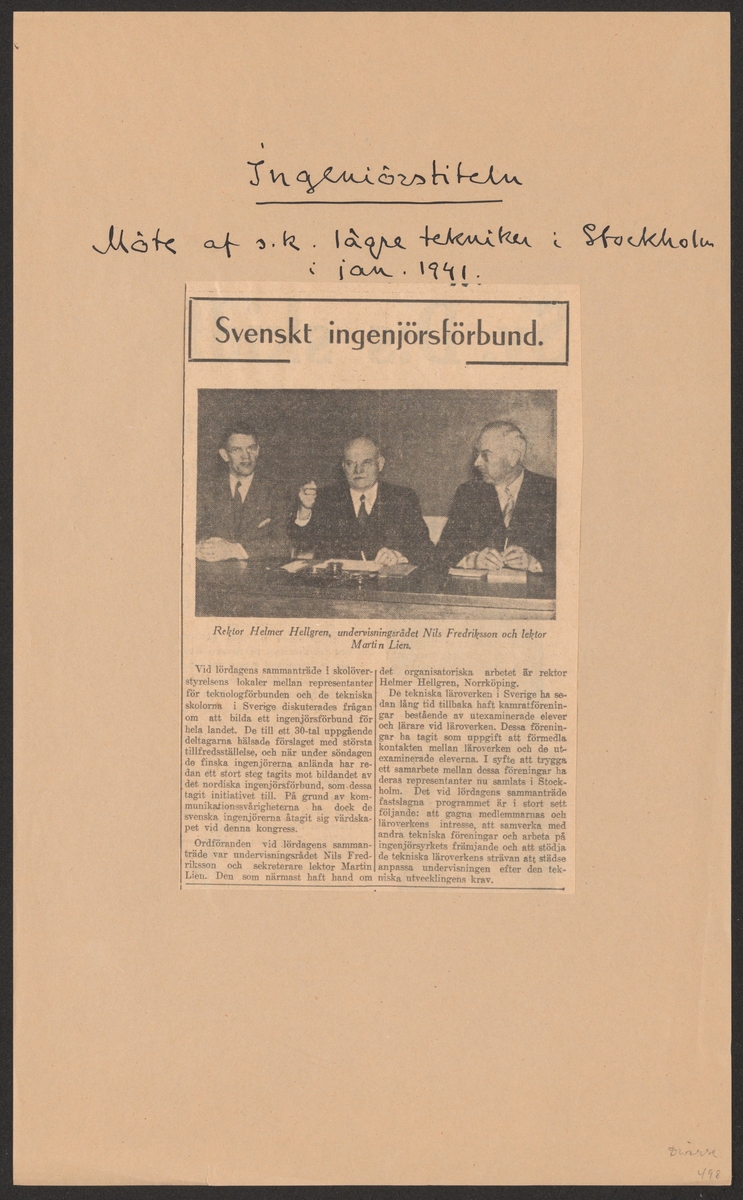 Ingeniörstiteln
Möte af s.k. lägre tekniker i Stockholm
i jan. 1941.
Svenskt ingenjörsförbund.
Rektor Helmer Hellgren, undervisningsrådet Nils Fredriksson och lektor
Martin Lien.
Vid lördagens sammanträde i skolöver-
styrelsens lokaler mellan representanter
för teknologförbunden och de tekniska
skolorna i Sverige diskuterades frågan
om att bilda ett ingenjörsförbund för
hela landet. De till ett 30-tal uppgående
deltagarna hälsade förslaget med största
tillfredsställelse, och när under söndagen
de finska ingenjörerna anlända har re-
dan ett stort steg tagits mot bildandet av
det nordiska ingenjörsförbund, som dessa
tagit initiativet till. På grund av kom-
munikationssvårigheterna ha dock de
svenska ingenjörerna åtagit sig värdska-
pet vid denna kongress.
Ordföranden vid lördagens samman-
träde var undervisningsrådet Nils Fred-
riksson och sekreterare lektor Martin
Lien. Den som närmast haft hand om
det organisatoriska arbetet är rektor
Helmer Hellgren, Norrköping.
De tekniska läroverken i Sverige ha se-
dan lång tid tillbaka haft kamratförenin-
gar bestående av utexaminerade elever
och lärare vid läroverken. Dessa förenin-
gar ha tagit som uppgift att förmedla
kontakten mellan läroverken och de ut-
examinerade eleverna. I syfte att trygga
ett samarbete mellan dessa föreningar ha
deras representanter nu samlats i Stock-
holm. Det vid lördagens sammanträde
fastslagna programmet är i stort sett
följande: att gagna medlemmarnas och
läroverkens intresse, att samverka med
andra tekniska föreningar och arbeta på
ingenjörsyrkets främjande och att stödja
de tekniska läroverkens strävan att städse
anpassa undervisningen efter den tek-
niska utvecklingens krav.
Diverse
498